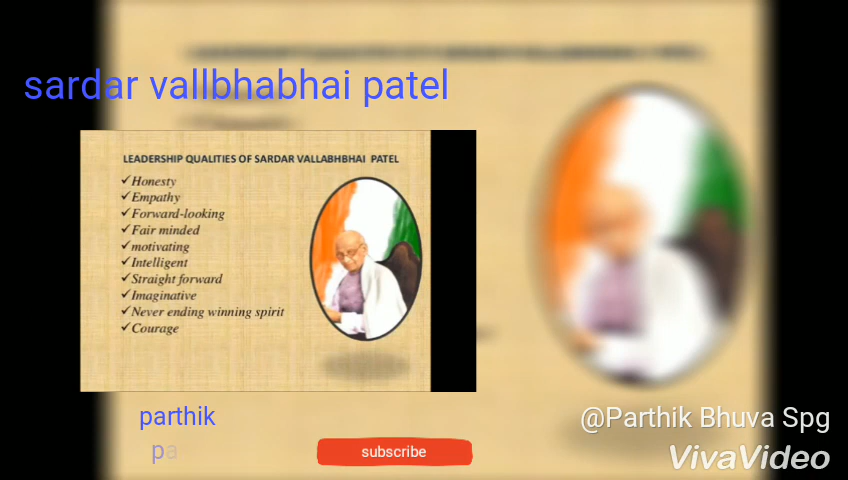 sardar vallbhabhai patel
LEADERSHIP QUALITIES OF SARDAR VALLABHBHAI PATEL
✓Honesty
✓Empathy
✓Forward-looking
✓Fair minded
✓motivating
✓Intelligent
✓Straight forward
✓Imaginative
✓Never ending winning spirit
✓Courage
parthik
pa
subscribe
@Parthik Bhuva Spg
VivaVideo